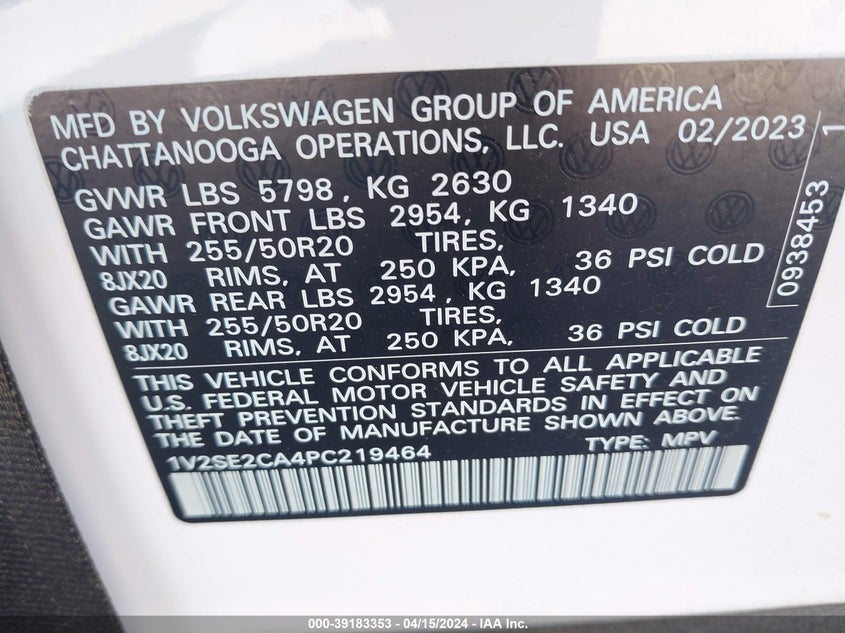 MFD BY VOLKSWAGEN GROUP OF AMERICA
CHATTANOOGA OPERATIONS, LLC. USA 02/2023
GVWR LBS 5798, KG 2630
GAWR FRONT LBS 2954, KG 1340
WITH 255/50R20 TIRES,
8JX20 RIMS, AT 250 KPA, 36 PSI COLD
GAWR REAR LBS 2954, KG 1340
WITH 255/50R20 TIRES,
8JX20 RIMS, AT 250 KPA, 36 PSI COLD
THIS VEHICLE CONFORMS TO ALL APPLICABLE
U.S. FEDERAL MOTOR VEHICLE SAFETY AND
THEFT PREVENTION STANDARDS IN EFFECT ON
THE DATE OF MANUFACTURE SHOWN ABOVE.
1V2SE2CA4PC219464 TYPE: MPV
0938453
1
000-39183353 - 04/15/2024 - IAA Inc.